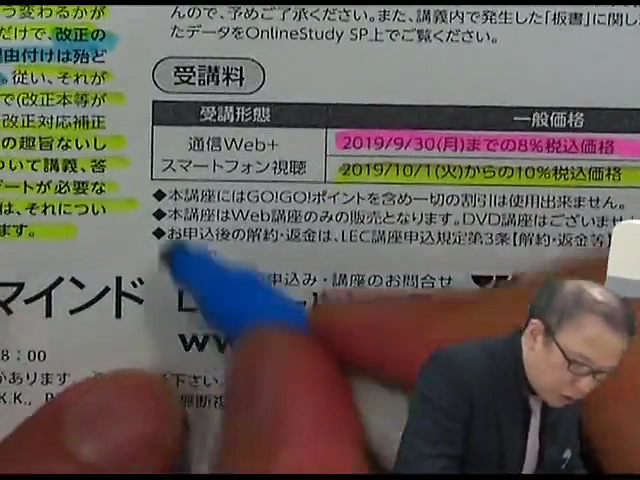 つ変わるかが
だけで、改正の
由付けは殆ど
。従い、それが
で(改正本等が
改正対応補正
の趣旨ないし
ついて講義、答
デートが必要な
は、それについ
ます。
んので、予めご了承ください。また、講義内で発生した「板書」に関し
たデータをOnlineStudy SP上でご覧ください。
受講料
受講形態 一般価格
通信Web+
スマートフォン視聴
2019/9/30(月)までの8%税込価格
2019/10/1(火)からの10%税込価格
◆本講座にはGO!GO!ポイントを含め一切の割引は使用出来ません。
◆本講座はWeb講座のみの販売となります。DVD講座はございませ
◆お申込後の解約・返金は、LEC講座申込規定第3条【解約・返金等】
申込み・講座のお問合せ
マインド
8:00
があります
下さい
K.K.,